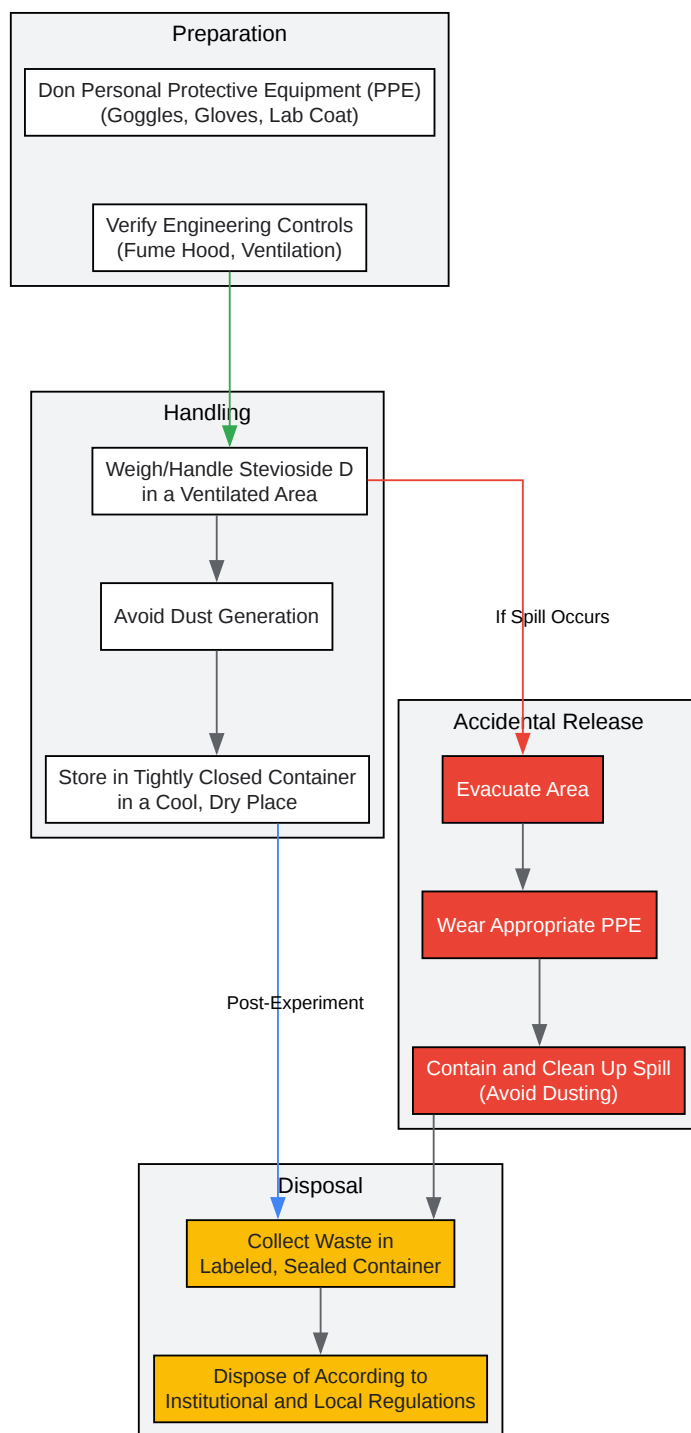 Preparation
Don Personal Protective Equipment (PPE)
(Goggles, Gloves, Lab Coat)
Verify Engineering Controls
(Fume Hood, Ventilation)
Handling
Weigh/Handle Stevioside D
in a Ventilated Area
Avoid Dust Generation
If Spill Occurs
Store in Tightly Closed Container
in a Cool, Dry Place
Accidental Release
Evacuate Area
Wear Appropriate PPE
Contain and Clean Up Spill
(Avoid Dusting)
Post-Experiment
Disposal
Collect Waste in
Labeled, Sealed Container
Dispose of According to
Institutional and Local Regulations